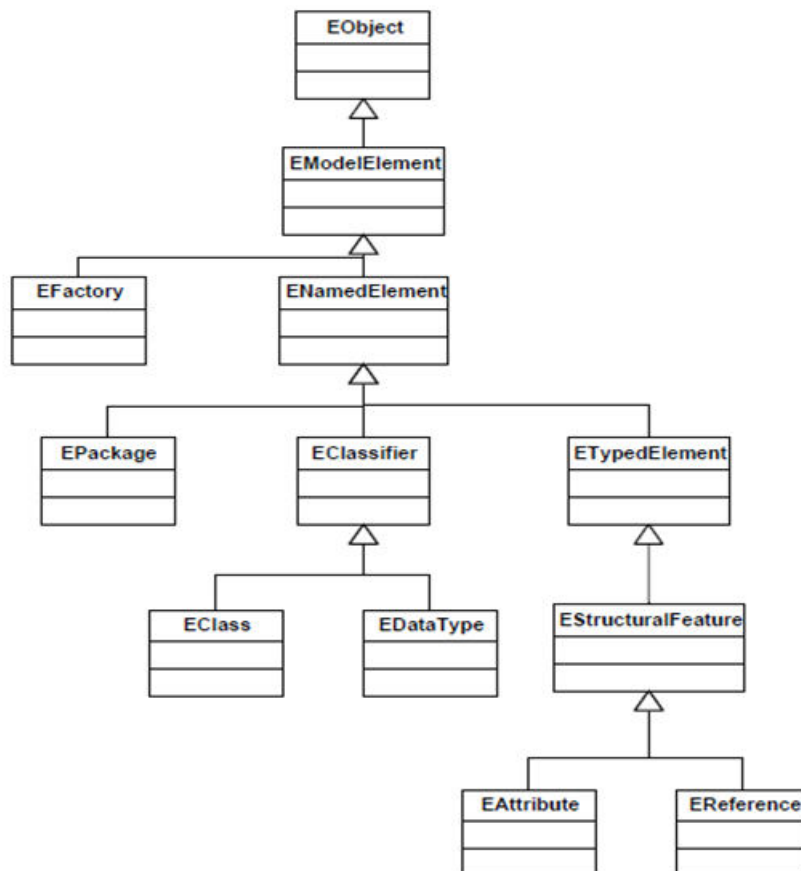 EObject
EModelElement
EFactory
ENamedElement
EPackage
EClassifier
ETypedElement
EClass
EDataType
EStructuralFeature
EAttribute
EReference